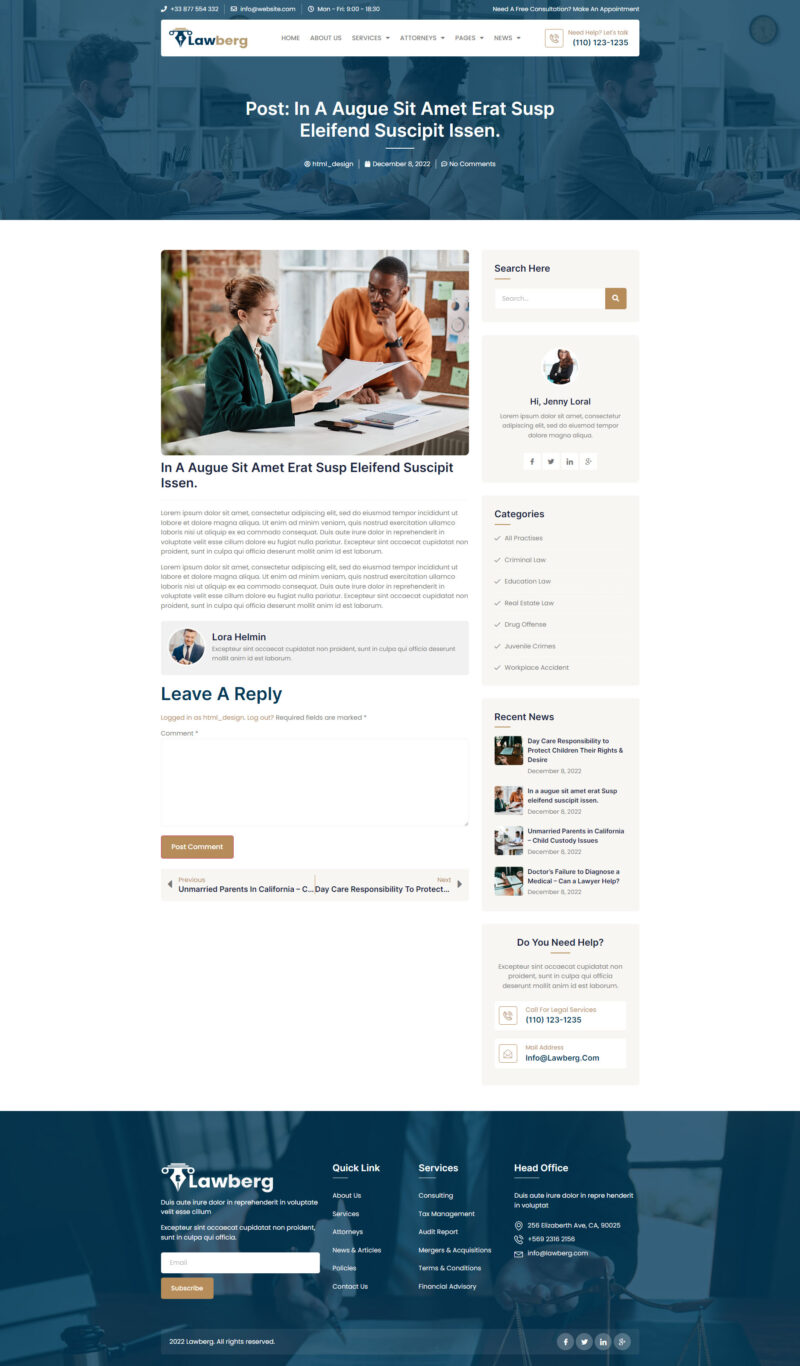 +33 877 554 332
info@website.com
Mon - Fri: 9:00 - 18:30
Need A Free Consultation? Make An Appointment
Lawberg
HOME
ABOUT US
SERVICES
ATTORNEYS
PAGES
NEWS
Need Help? Let's talk
(110) 123-1235
Post: In A Augue Sit Amet Erat Susp
Eleifend Suscipit Issen.
html_design
December 8, 2022
No Comments
In A Augue Sit Amet Erat Susp Eleifend Suscipit
Issen.
Lorem ipsum dolor sit amet, consectetur adipiscing elit, sed do eiusmod tempor incididunt ut
labore et dolore magna aliqua. Ut enim ad minim veniam, quis nostrud exercitation ullamco
laboris nisi ut aliquip ex ea commodo consequat. Duis aute irure dolor in reprehenderit in
voluptate velit esse cillum dolore eu fugiat nulla pariatur. Excepteur sint occaecat cupidatat non
proident, sunt in culpa qui officia deserunt mollit anim id est laborum.
Lorem ipsum dolor sit amet, consectetur adipiscing elit, sed do eiusmod tempor incididunt ut
labore et dolore magna aliqua. Ut enim ad minim veniam, quis nostrud exercitation ullamco
laboris nisi ut aliquip ex ea commodo consequat. Duis aute irure dolor in reprehenderit in
voluptate velit esse cillum dolore eu fugiat nulla pariatur. Excepteur sint occaecat cupidatat non
proident, sunt in culpa qui officia deserunt mollit anim id est laborum.
Lora Helmin
Excepteur sint occaecat cupidatat non proident, sunt in culpa qui officia deserunt
mollit anim id est laborum.
Leave A Reply
Logged in as html_design. Log out? Required fields are marked *
Comment *
Post Comment
Previous
Unmarried Parents In California – C...
Next
Day Care Responsibility To Protect...
Search Here
Search...
Hi, Jenny Loral
Lorem ipsum dolor sit amet, consectetur
adipiscing elit, sed do eiusmod tempor
dolore magna aliqua.
Categories
All Practises
Criminal Law
Education Law
Real Estate Law
Drug Offense
Juvenile Crimes
Workplace Accident
Recent News
Day Care Responsibility to
Protect Children Their Rights &
Desire
December 8, 2022
In a augue sit amet erat Susp
eleifend suscipit issen.
December 8, 2022
Unmarried Parents in California
– Child Custody Issues
December 8, 2022
Doctor's Failure to Diagnose a
Medical – Can a Lawyer Help?
December 8, 2022
Do You Need Help?
Excepteur sint occaecat cupidatat non
proident, sunt in culpa qui officia
deserunt mollit anim id est laborum.
Call For Legal Services
(110) 123-1235
Mail Address
Info@Lawberg.Com
Lawberg
Duis aute irure dolor in reprehenderit in voluptate
velit esse cillum
Excepteur sint occaecat cupidatat non proident,
sunt in culpa qui officia.
Email
Subscribe
Quick Link
About Us
Services
Attorneys
News & Articles
Policies
Contact Us
Services
Consulting
Tax Management
Audit Report
Mergers & Acquisitions
Terms & Conditions
Financial Advisory
Head Office
Duis aute irure dolor in repre henderit
in voluptat
256 Elizaberth Ave, CA, 90025
+569 2316 2156
info@lawberg.com
2022 Lawberg. All rights reserved.